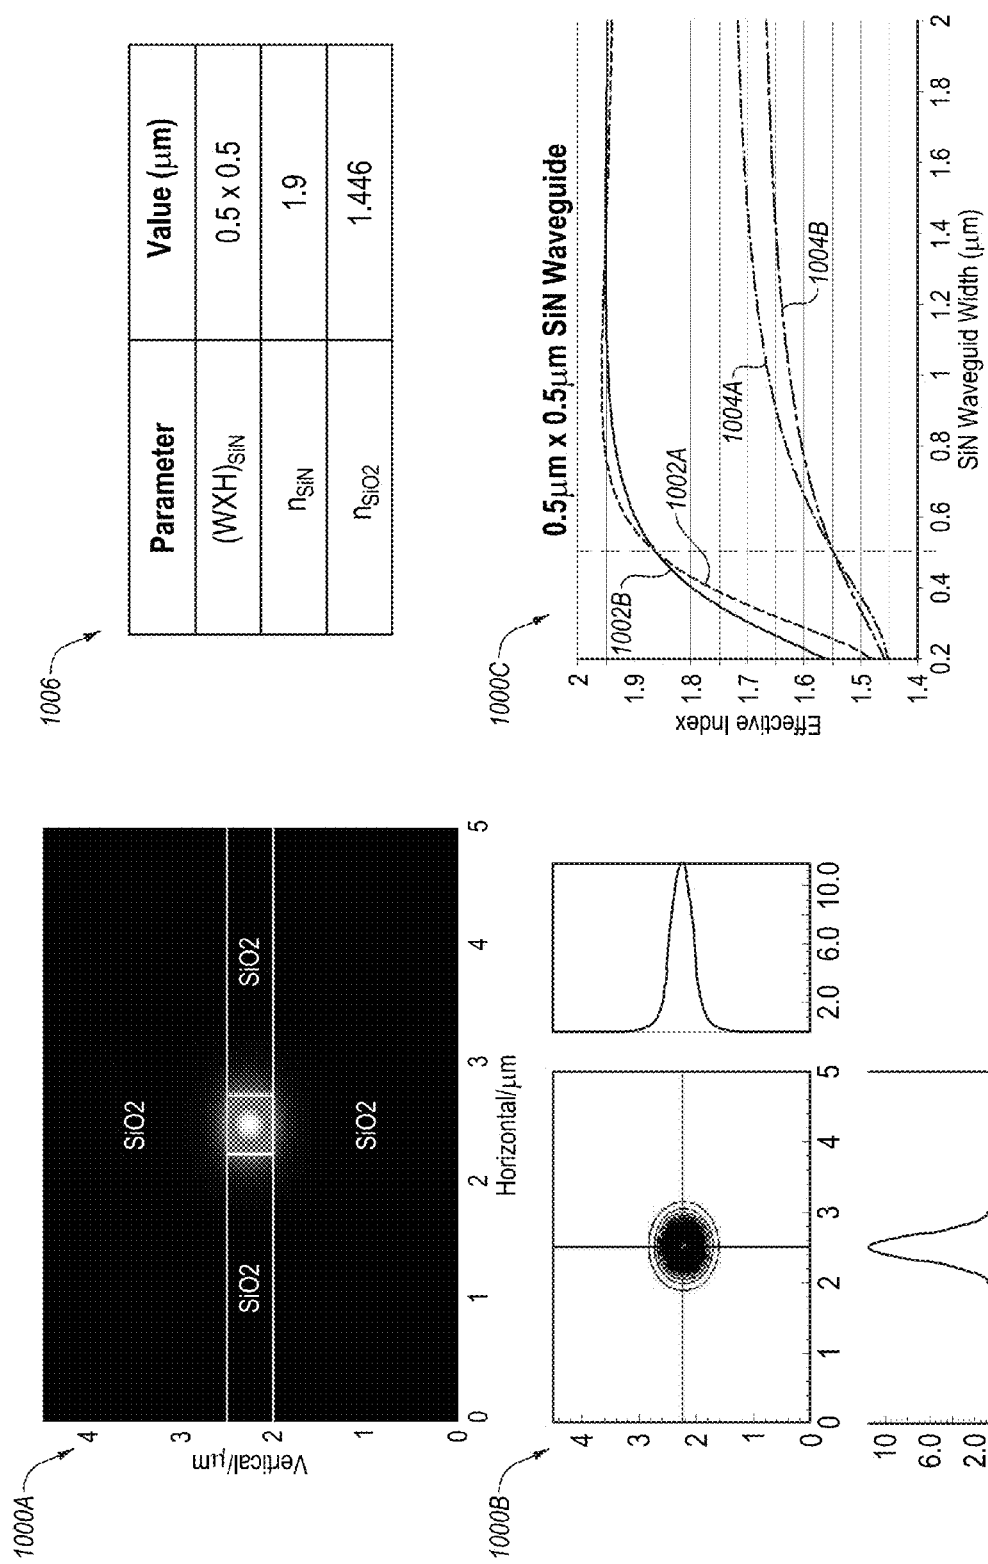 1000A
4
3
2
1
0
Vertical/μm
SiO2
SiO2
SiO2
SiO2
0
1
2
3
4
5
Horizontal/μm
1006
Parameter
Value (μm)
(WXH)SiN
0.5 x 0.5
nSiN
1.9
nSiO2
1.446
1000B
4
3
2
1
0
0
1
2
3
4
5
2.0
6.0
10.0
10
6.0
2.0
1000C
0.5μm x 0.5μm SiN Waveguide
2
1.9
1.8
1.7
1.6
1.5
1.4
Effective Index
1002B
1002A
1004A
1004B
0.2
0.4
0.6
0.8
1
1.2
1.4
1.6
1.8
2
SiN Waveguid Width (μm)